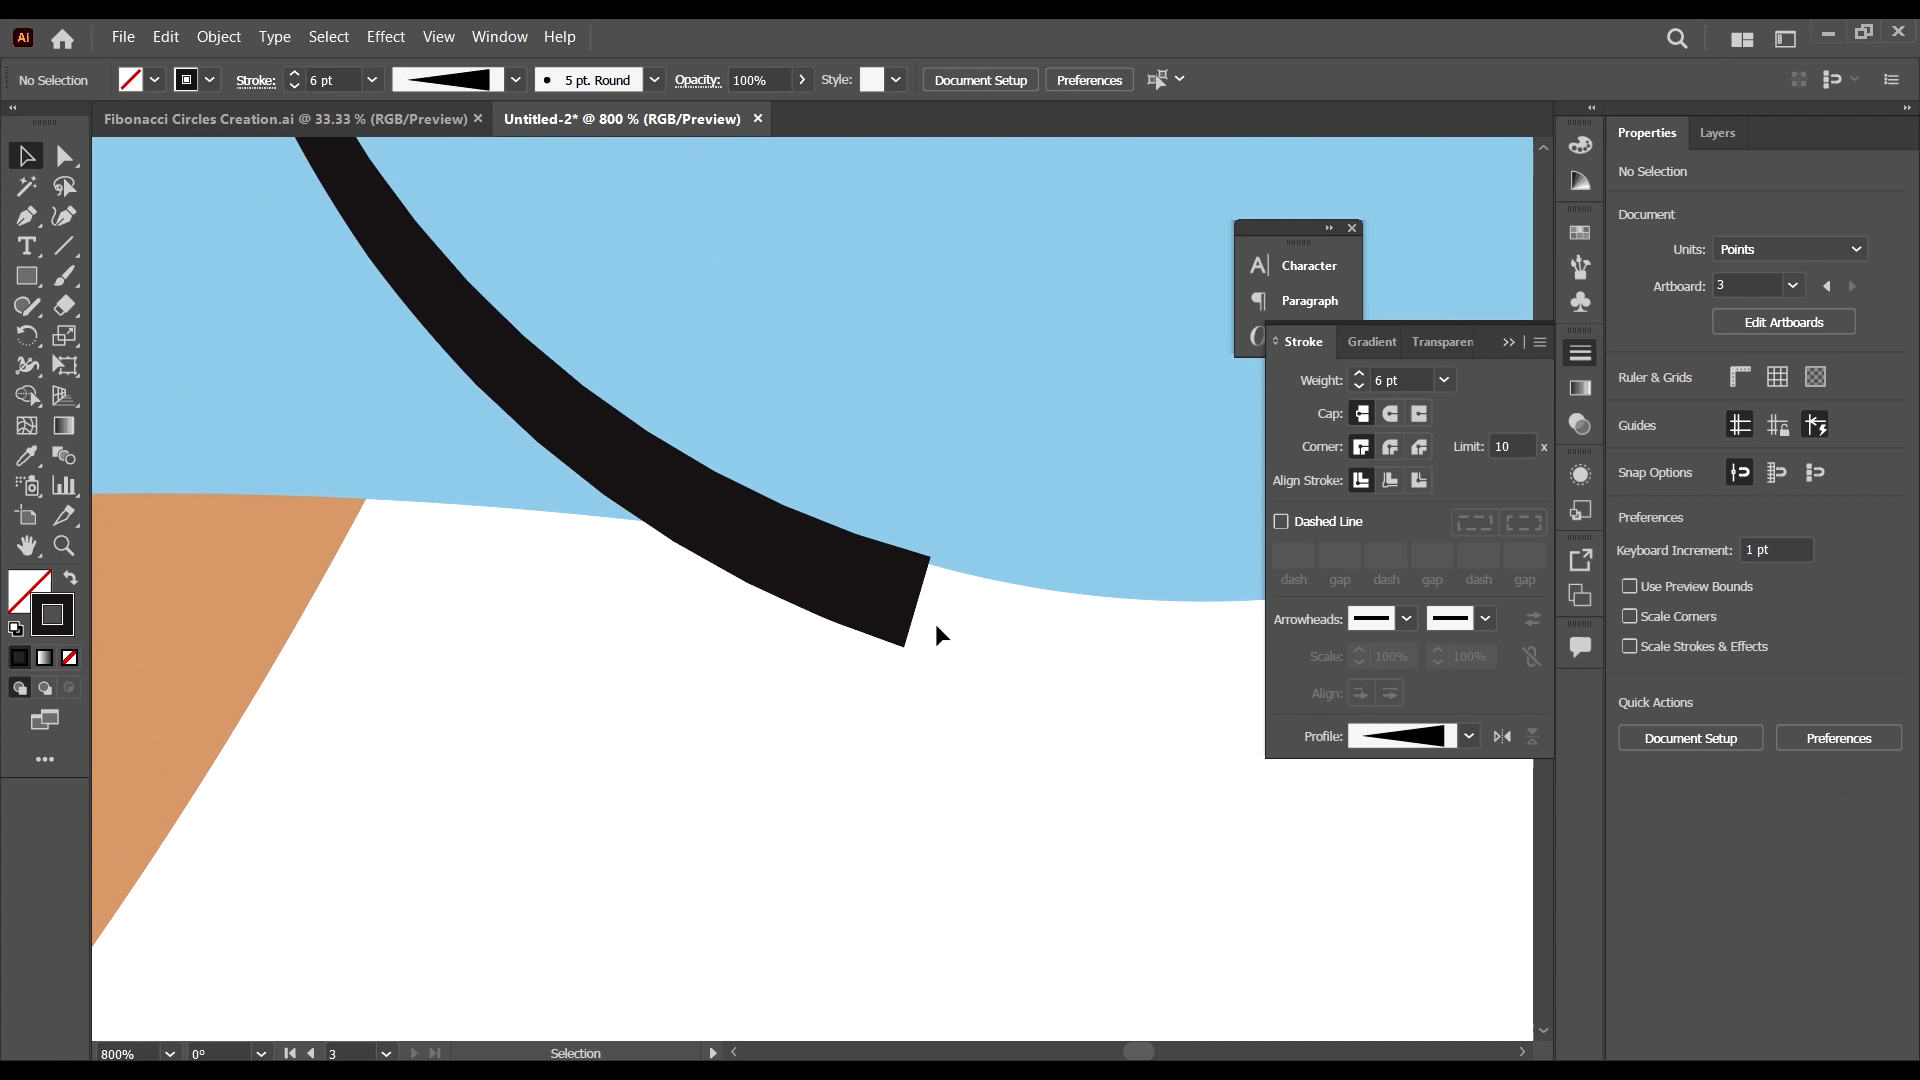 Ai File Edit Object Type Select Effect View Window Help
No Selection Stroke: 6 pt 5 pt. Round Opacity: 100% Style: Document Setup Preferences
Fibonacci Circles Creation.ai @ 33.33 % (RGB/Preview) Untitled-2* @ 800 % (RGB/Preview)
Character
Paragraph
Stroke Gradient Transparen
Weight: 6 pt
Cap:
Corner: Limit: 10 x
Align Stroke:
Dashed Line
dash gap dash gap dash gap
Arrowheads:
Scale: 100% 100%
Align:
Profile:
Properties Layers
No Selection
Document
Units: Points
Artboard: 3
Edit Artboards
Ruler & Grids
Guides
Snap Options
Preferences
Keyboard Increment: 1 pt
Use Preview Bounds
Scale Corners
Scale Strokes & Effects
Quick Actions
Document Setup Preferences
800% 0° 3 Selection